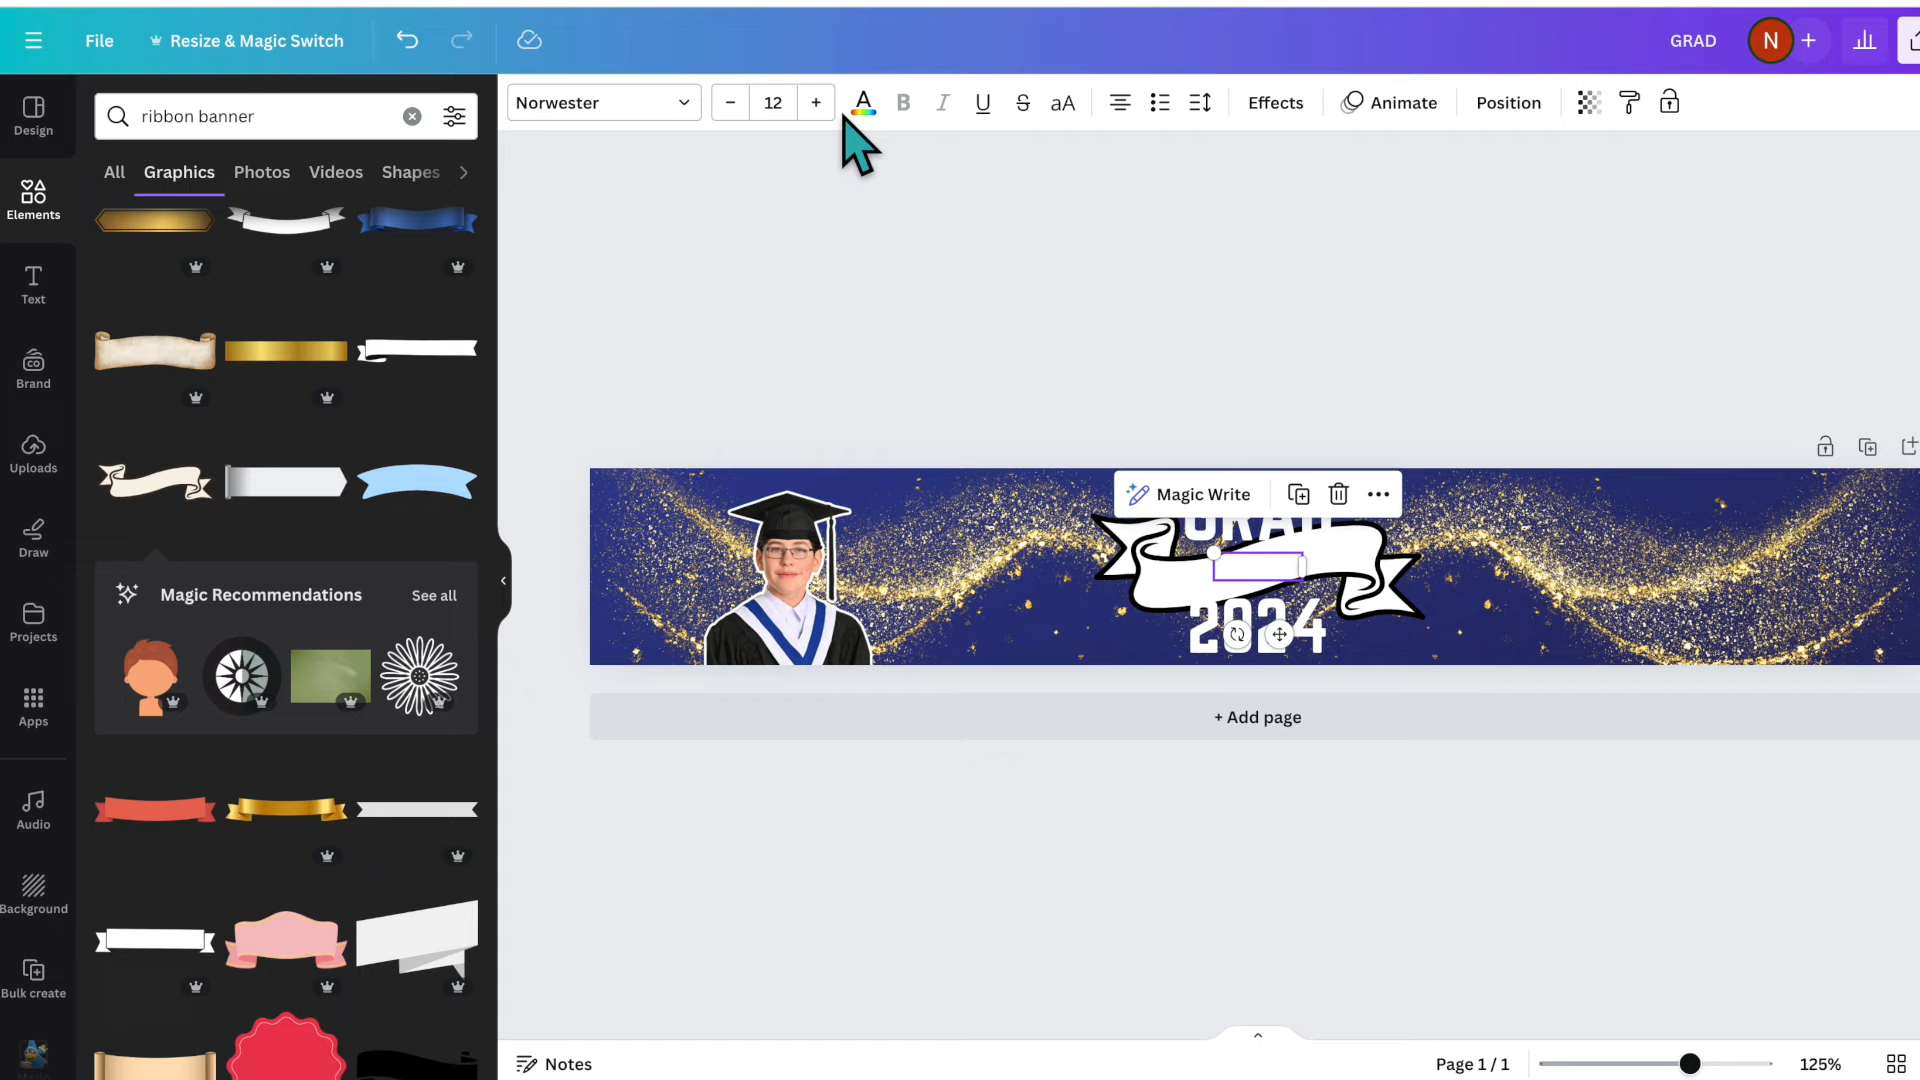 File
Resize & Magic Switch
GRAD
N
Design
Elements
Text
Brand
Uploads
Draw
Projects
Apps
Audio
Background
Bulk create
ribbon banner
All
Graphics
Photos
Videos
Shapes
Magic Recommendations
See all
Norwester
12
A
B
I
U
S
aA
Effects
Animate
Position
Magic Write
GRAD
2024
+ Add page
Notes
Page 1 / 1
125%